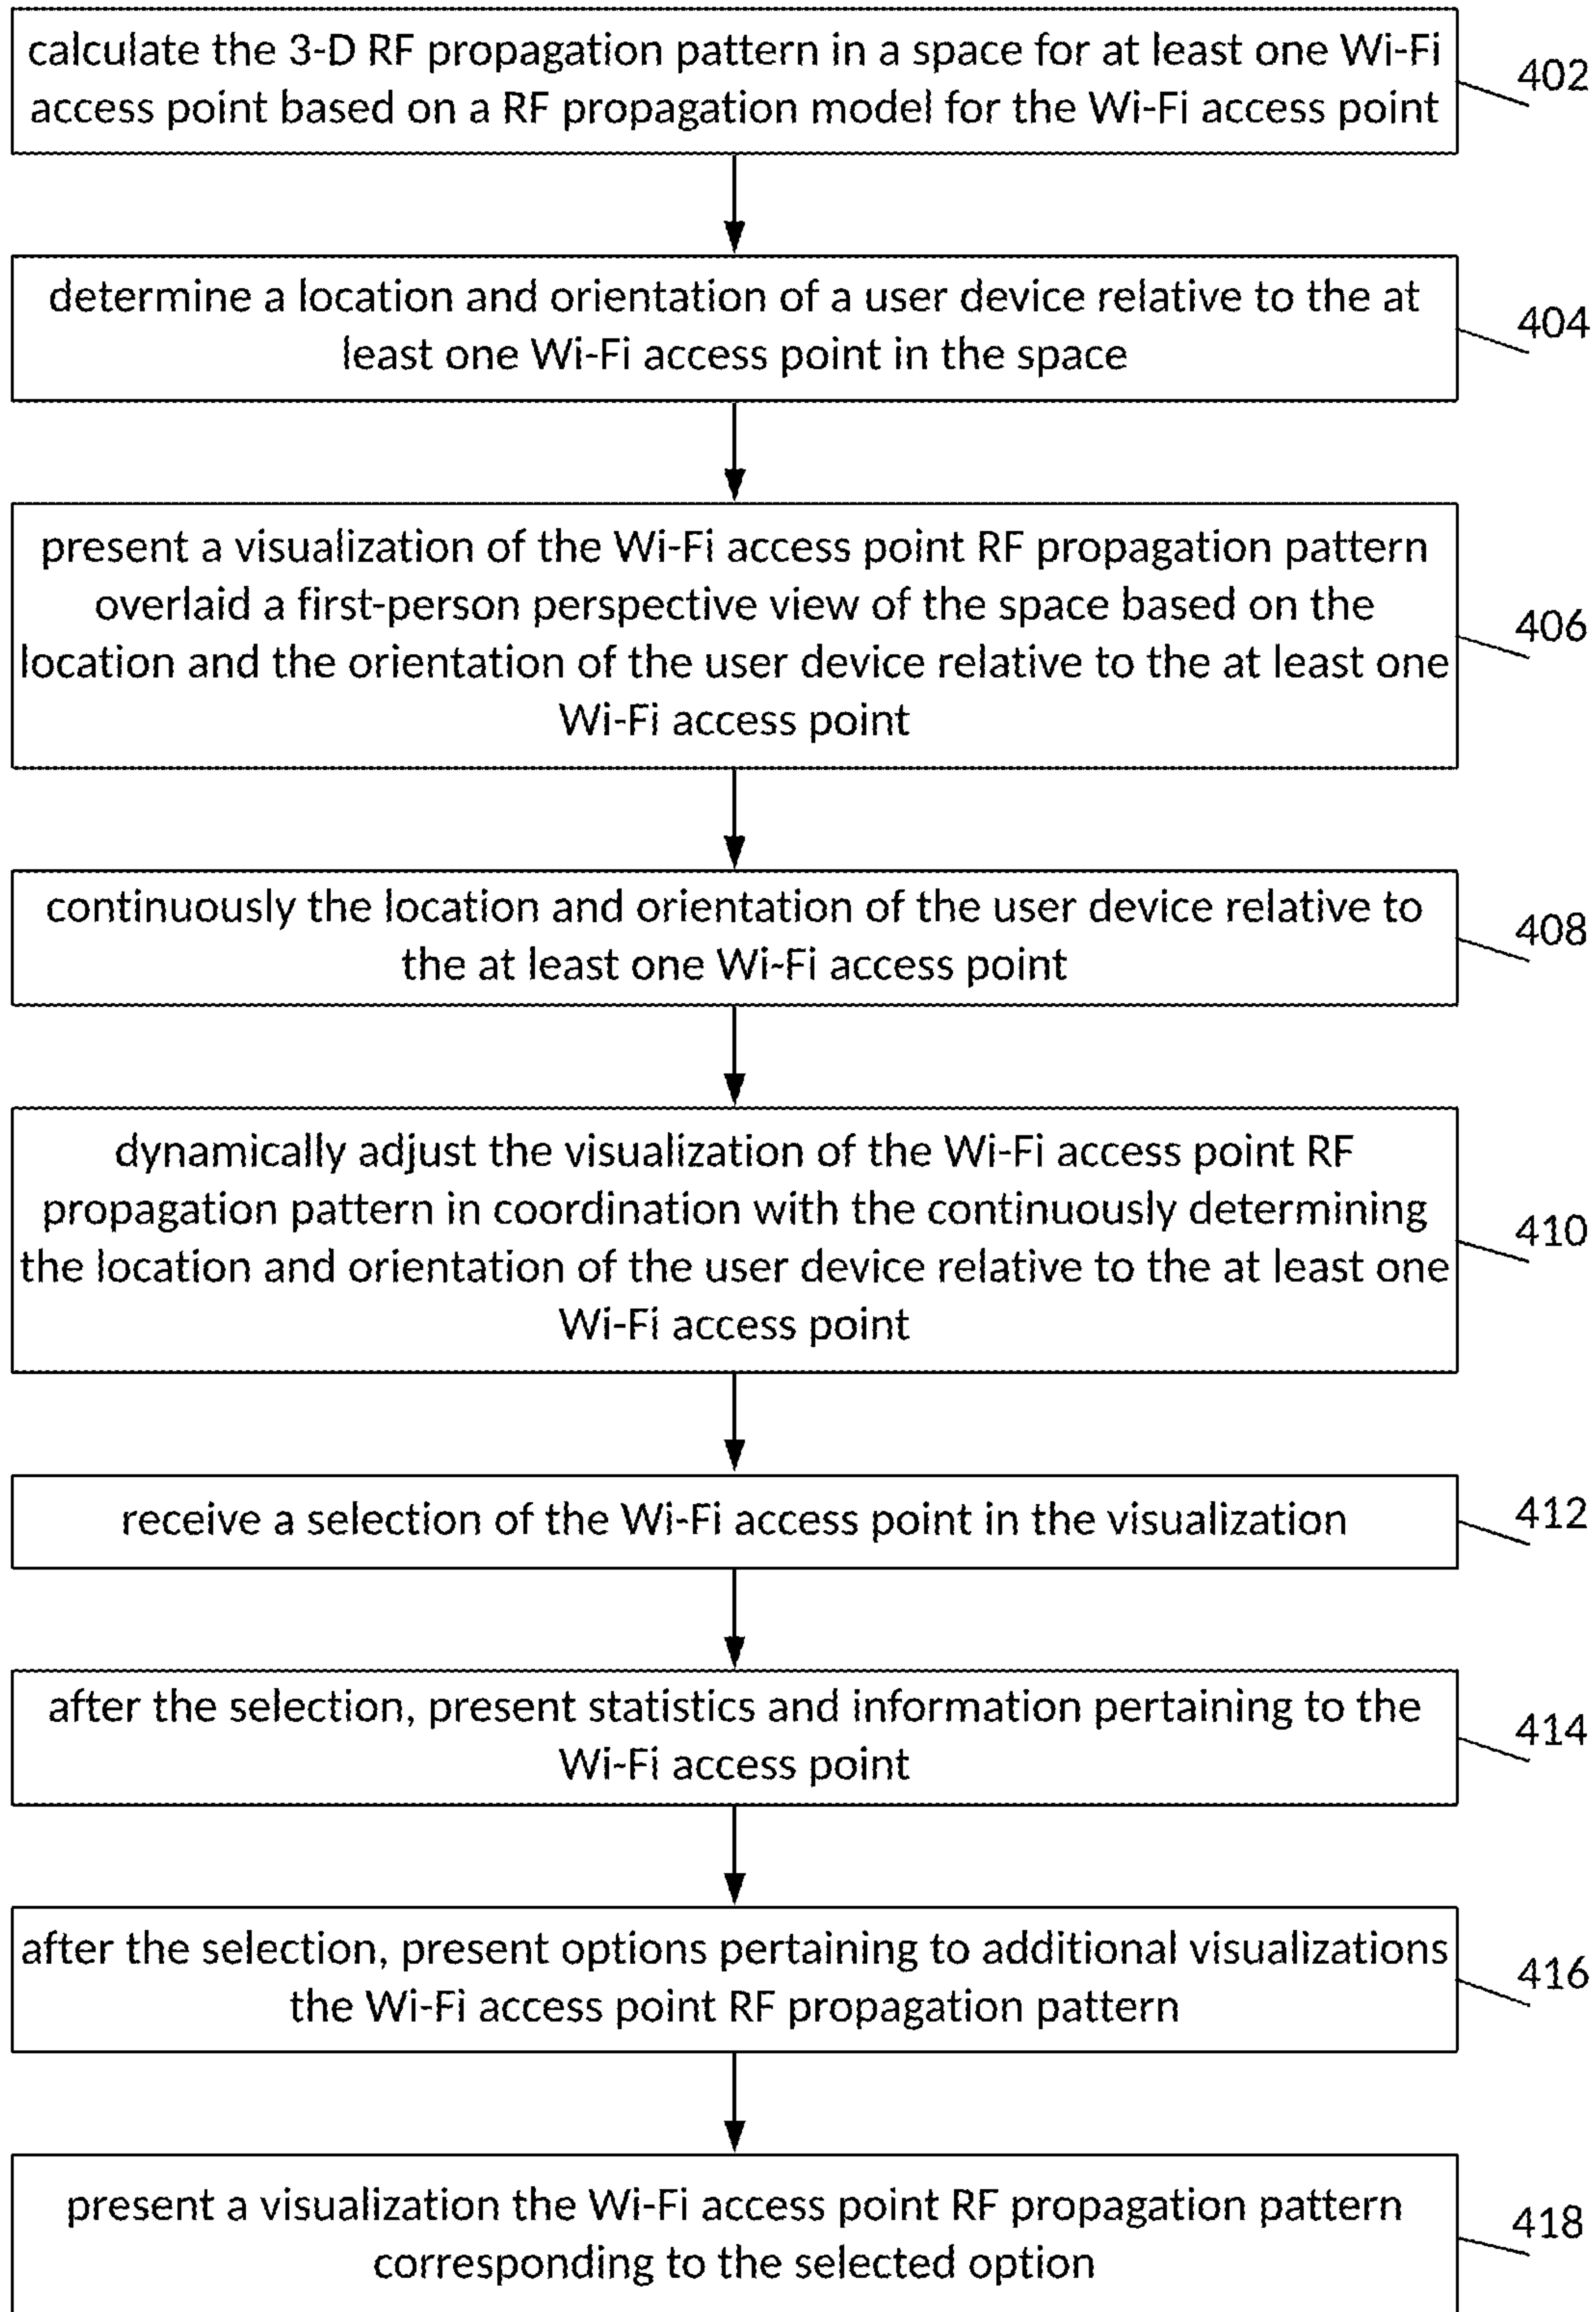 calculate the 3-D RF propagation pattern in a space for at least one Wi-Fi
access point based on a RF propagation model for the Wi-Fi access point
402
determine a location and orientation of a user device relative to the at
least one Wi-Fi access point in the space
404
present a visualization of the Wi-Fi access point RF propagation pattern
overlaid a first-person perspective view of the space based on the
location and the orientation of the user device relative to the at least one
Wi-Fi access point
406
continuously the location and orientation of the user device relative to
the at least one Wi-Fi access point
408
dynamically adjust the visualization of the Wi-Fi access point RF
propagation pattern in coordination with the continuously determining
the location and orientation of the user device relative to the at least one
Wi-Fi access point
410
receive a selection of the Wi-Fi access point in the visualization
412
after the selection, present statistics and information pertaining to the
Wi-Fi access point
414
after the selection, present options pertaining to additional visualizations
the Wi-Fi access point RF propagation pattern
416
present a visualization the Wi-Fi access point RF propagation pattern
corresponding to the selected option
418